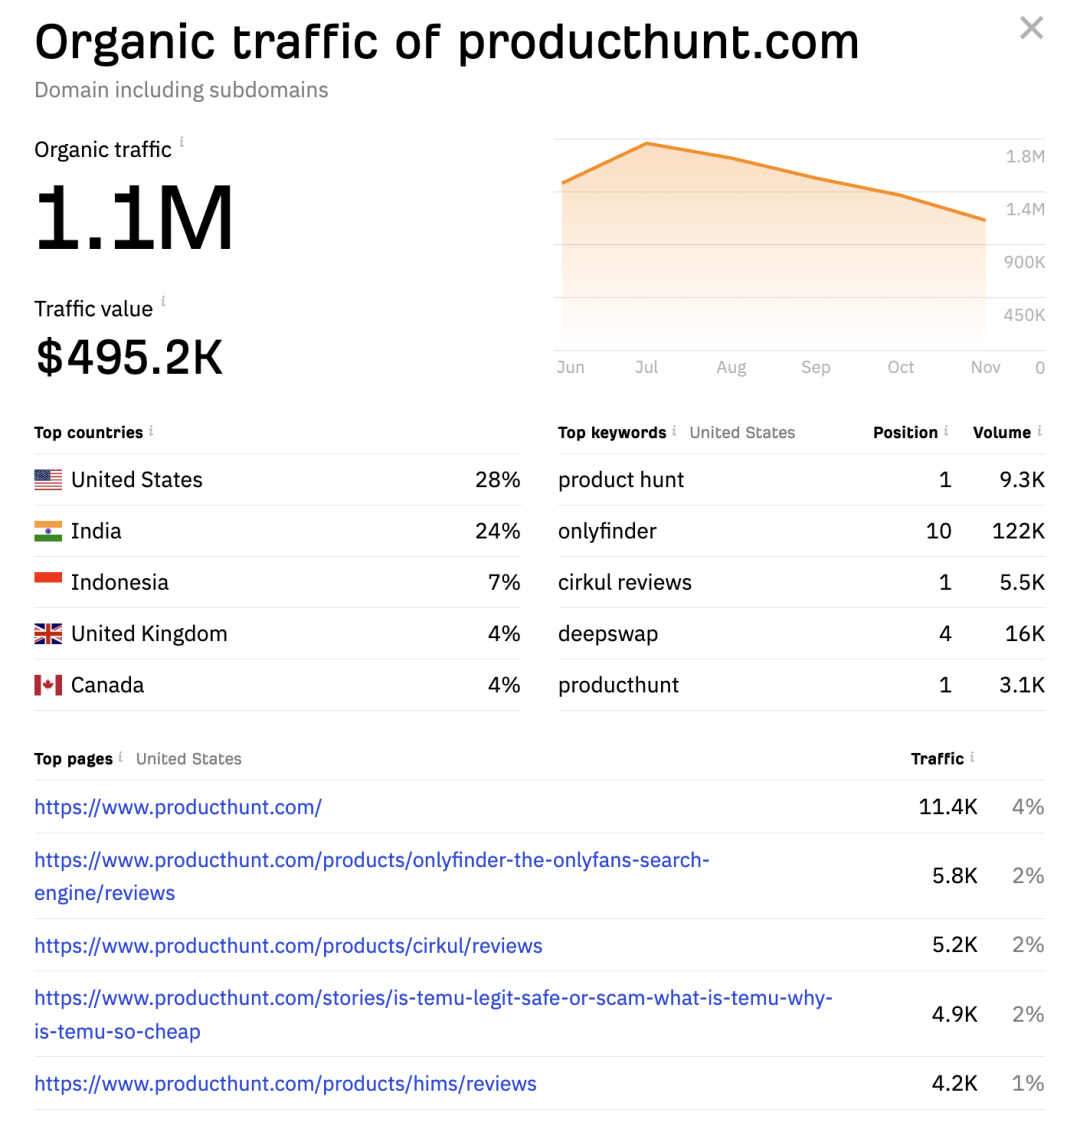 Organic traffic of producthunt.com
Domain including subdomains
Organic traffic i
1.1M
Traffic value i
$495.2K
1.8M
1.4M
900K
450K
Jun Jul Aug Sep Oct Nov 0
Top countries i
United States 28%
India 24%
Indonesia 7%
United Kingdom 4%
Canada 4%
Top keywords i United States Position i Volume i
product hunt 1 9.3K
onlyfinder 10 122K
cirkul reviews 1 5.5K
deepswap 4 16K
producthunt 1 3.1K
Top pages i United States Traffic i
https://www.producthunt.com/ 11.4K 4%
https://www.producthunt.com/products/onlyfinder-the-onlyfans-search-
engine/reviews 5.8K 2%
https://www.producthunt.com/products/cirkul/reviews 5.2K 2%
https://www.producthunt.com/stories/is-temu-legit-safe-or-scam-what-is-temu-why-
is-temu-so-cheap 4.9K 2%
https://www.producthunt.com/products/hims/reviews 4.2K 1%